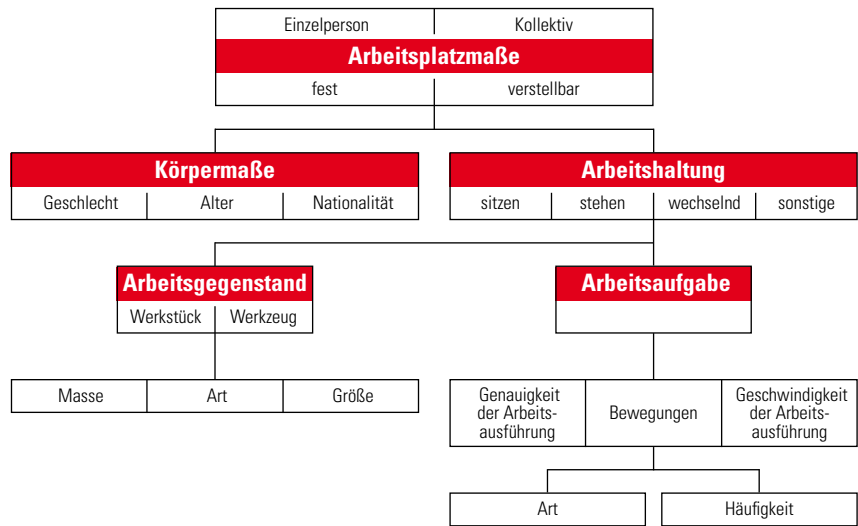 Einzelperson Kollektiv
Arbeitsplatzmaße
fest verstellbar
Körpermaße Arbeitshaltung
Geschlecht Alter Nationalität sitzen stehen wechselnd sonstige
Arbeitsgegenstand Arbeitsaufgabe
Werkstück Werkzeug
Masse Art Größe
Genauigkeit
der Arbeits-
ausführung
Bewegungen
Geschwindigkeit
der Arbeits-
ausführung
Art Häufigkeit